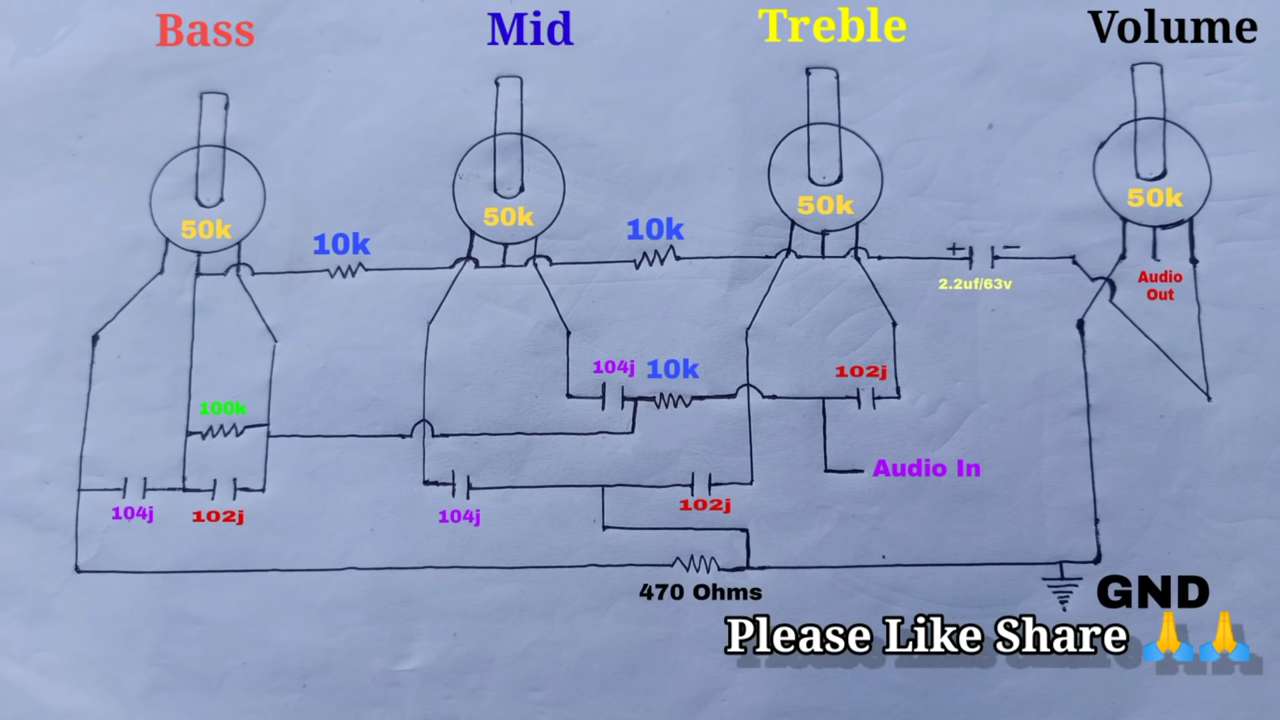 Bass
Mid
Treble
Volume
50k
50k
50k
50k
10k
10k
+
−
2.2uf/63v
Audio
Out
104j
10k
102j
100k
Audio In
104j
102j
104j
102j
470 Ohms
GND
Please Like Share 🙏🙏